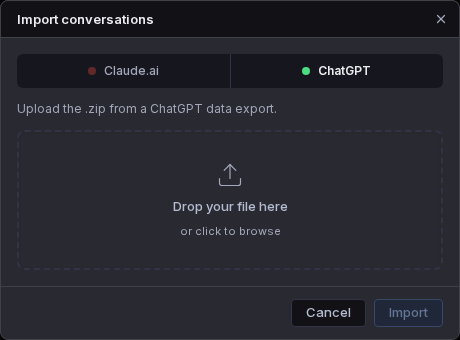 Import conversations
Claude.ai
ChatGPT
Upload the .zip from a ChatGPT data export.
Drop your file here
or click to browse
Cancel
Import